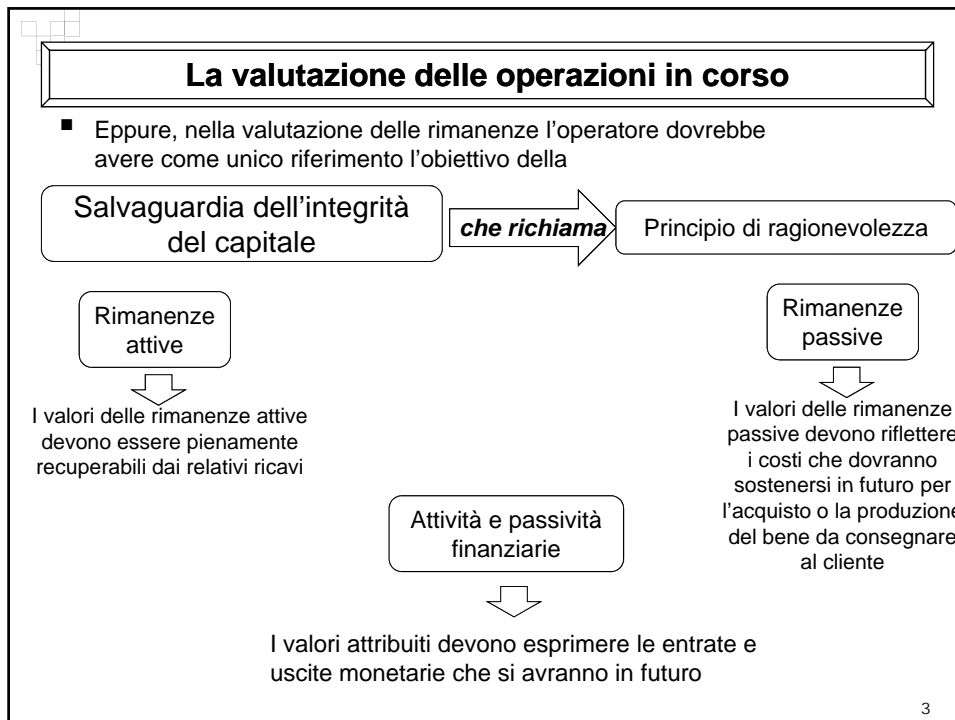 La valutazione delle operazioni in corso
Eppure, nella valutazione delle rimanenze l’operatore dovrebbe
avere come unico riferimento l’obiettivo della
Salvaguardia dell’integrità
del capitale
che richiama
Principio di ragionevolezza
Rimanenze
attive
I valori delle rimanenze attive
devono essere pienamente
recuperabili dai relativi ricavi
Rimanenze
passive
I valori delle rimanenze
passive devono riflettere
i costi che dovranno
sostenersi in futuro per
l’acquisto o la produzione
del bene da consegnare
al cliente
Attività e passività
finanziarie
I valori attribuiti devono esprimere le entrate e
uscite monetarie che si avranno in futuro
3